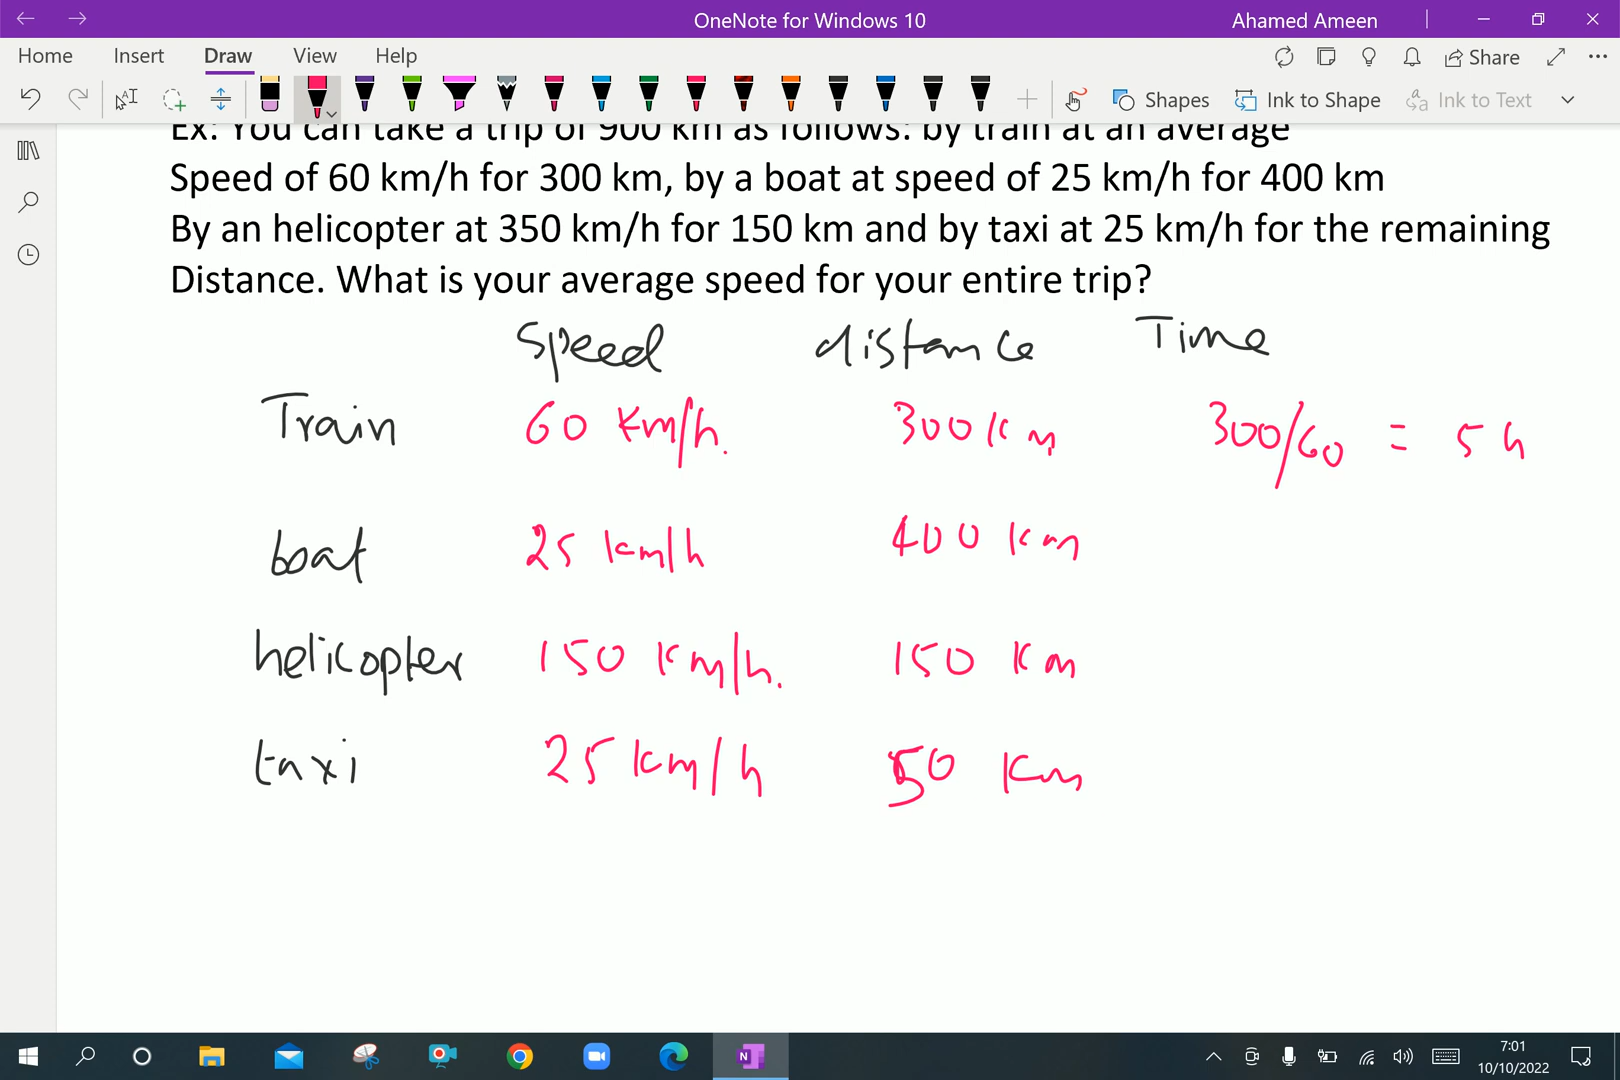 OneNote for Windows 10
Ahamed Ameen
Home Insert Draw View Help Share
Shapes Ink to Shape Ink to Text
Ex: You can take a trip of 900 km as follows: by train at an average
Speed of 60 km/h for 300 km, by a boat at speed of 25 km/h for 400 km
By an helicopter at 350 km/h for 150 km and by taxi at 25 km/h for the remaining
Distance. What is your average speed for your entire trip?
Speed distance Time
Train 60 Km/h. 300 Km 300/60 = 5 h
boat 25 km/h 400 km
helicopter 150 Km/h. 150 Km
taxi 25 km/h 50 Km
7:01
10/10/2022